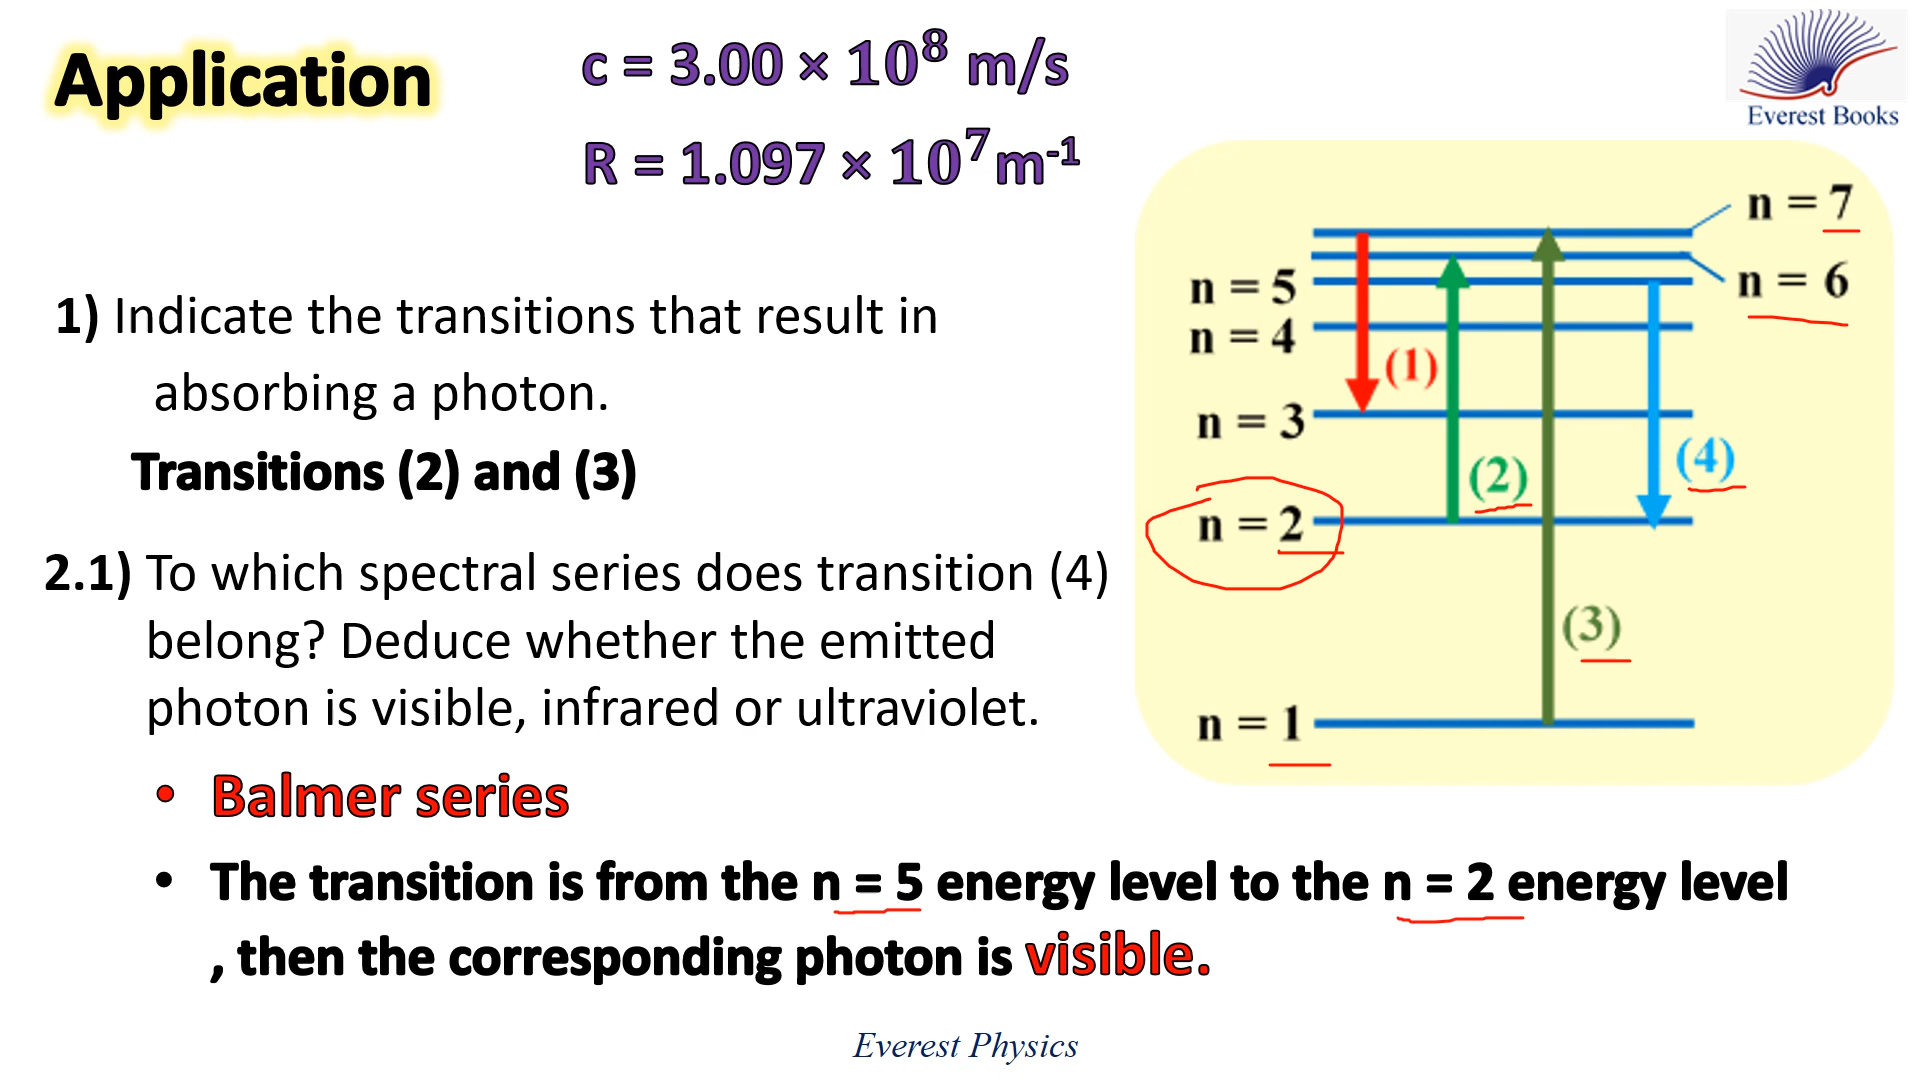 Application
c = 3.00 × 10⁸ m/s
R = 1.097 × 10⁷m⁻¹
Everest Books
1) Indicate the transitions that result in
absorbing a photon.
Transitions (2) and (3)
2.1) To which spectral series does transition (4)
belong? Deduce whether the emitted
photon is visible, infrared or ultraviolet.
• Balmer series
• The transition is from the n = 5 energy level to the n = 2 energy level
, then the corresponding photon is visible.
n = 7
n = 6
n = 5
n = 4
n = 3
n = 2
n = 1
(1)
(2)
(3)
(4)
Everest Physics